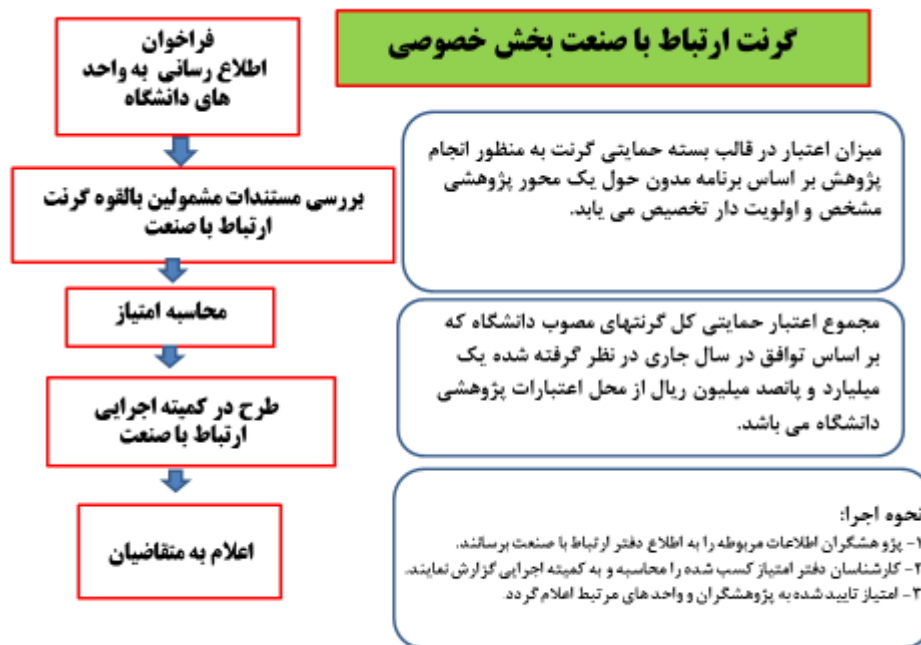 گرنت ارتباط با صنعت بخش خصوصی
فراخوان
اطلاع رسانی به واحد
های دانشگاه
بررسی مستندات مشمولین بالقوه گرنت
ارتباط با صنعت
محاسبه امتیاز
طرح در کمیته اجرایی
ارتباط با صنعت
اعلام به متقاضیان
میزان اعتبار در قالب بسته حمایتی گرنت به منظور انجام
پژوهش بر اساس برنامه مدون حول یک محور پژوهشی
مشخص و اولویت دار تخصیص می یابد.
مجموع اعتبار حمایتی کل گرنتهای مصوب دانشگاه که
بر اساس توافق در سال جاری در نظر گرفته شده یک
میلیارد و پانصد میلیون ریال از محل اعتبارات پژوهشی
دانشگاه می باشد.
نحوه اجرا:
۱- پژوهشگران اطلاعات مربوطه را به اطلاع دفتر ارتباط با صنعت برسانند.
۲- کارشناسان دفتر امتیاز کسب شده را محاسبه و به کمیته اجرایی گزارش نمایند.
۳- امتیاز تایید شده به پژوهشگران و واحد های مرتبط اعلام گردد.